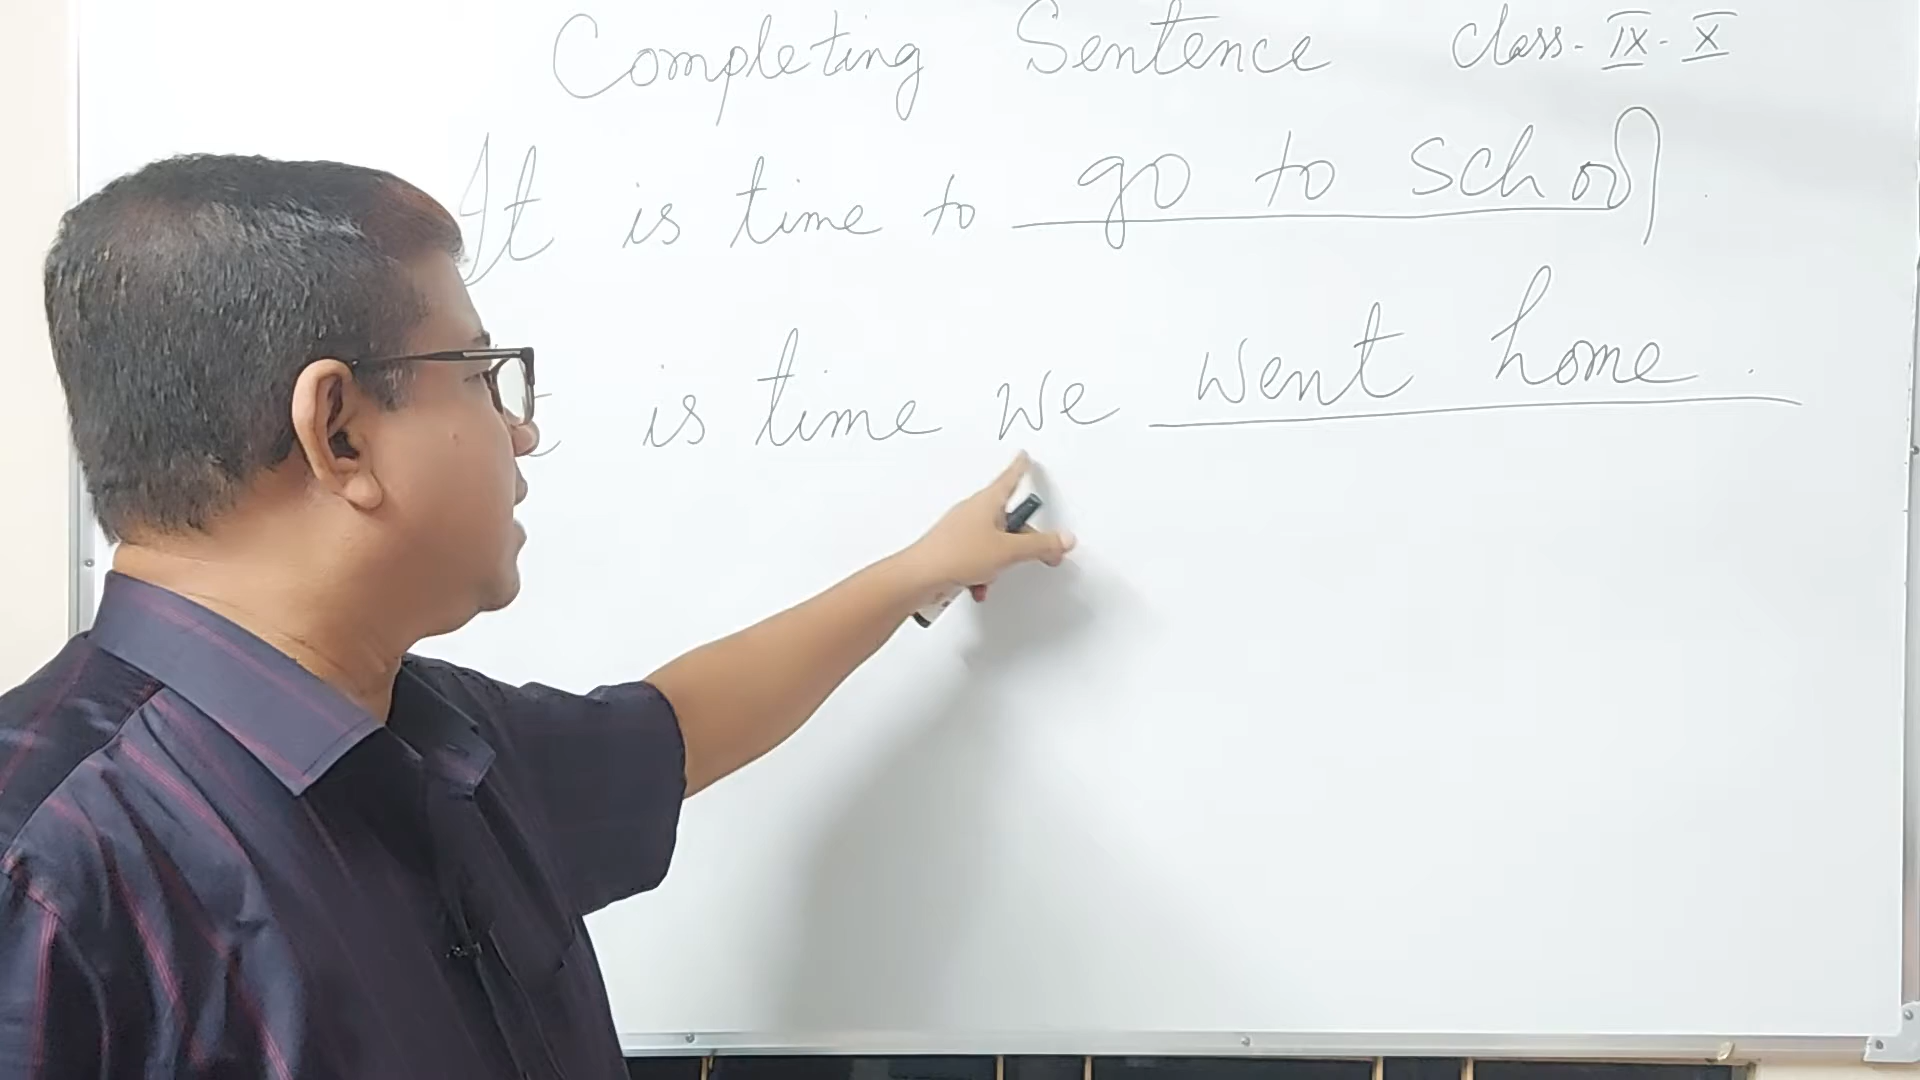 Completing Sentence Class- IX-X
It is time to go to school.
is time we went home.